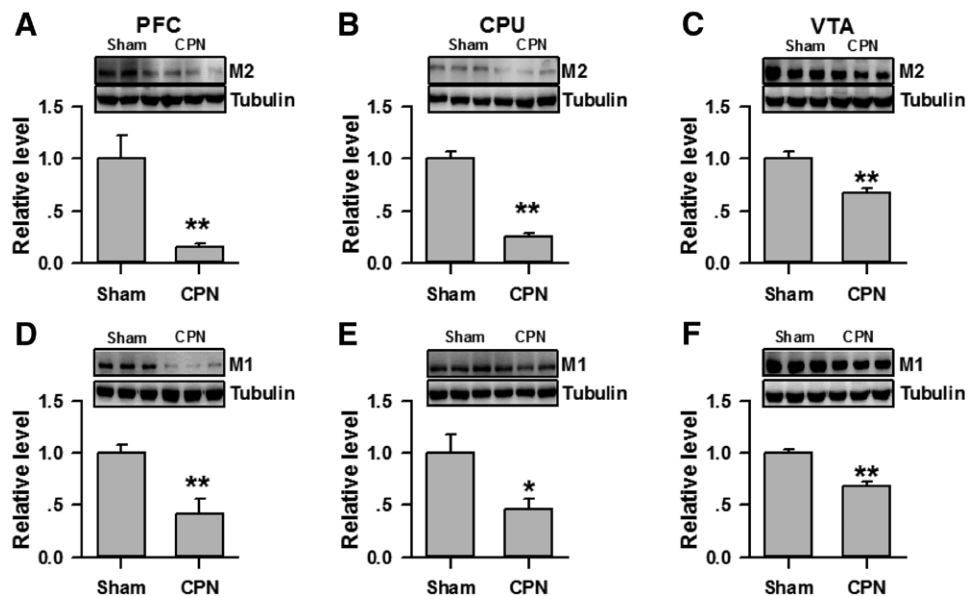 A
PFC
Sham CPN
M2
Tubulin
1.5
1.0
.5
0.0
Relative level
**
Sham CPN
B
CPU
Sham CPN
M2
Tubulin
1.5
1.0
.5
0.0
Relative level
**
Sham CPN
C
VTA
Sham CPN
M2
Tubulin
1.5
1.0
.5
0.0
Relative level
**
Sham CPN
D
Sham CPN
M1
Tubulin
1.5
1.0
.5
0.0
Relative level
**
Sham CPN
E
Sham CPN
M1
Tubulin
1.5
1.0
.5
0.0
Relative level
*
Sham CPN
F
Sham CPN
M1
Tubulin
1.5
1.0
.5
0.0
Relative level
**
Sham CPN